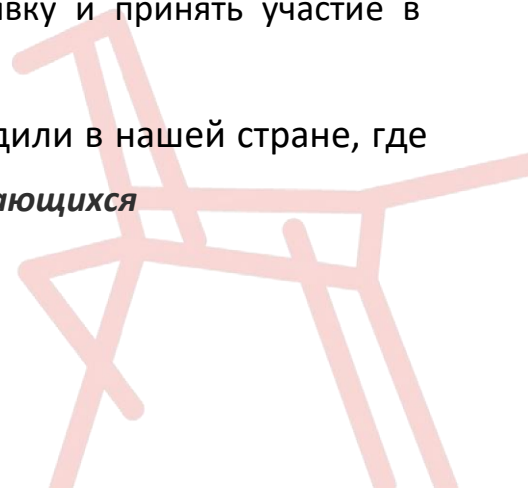 вку и принять участие в
дили в нашей стране, где
ающихся